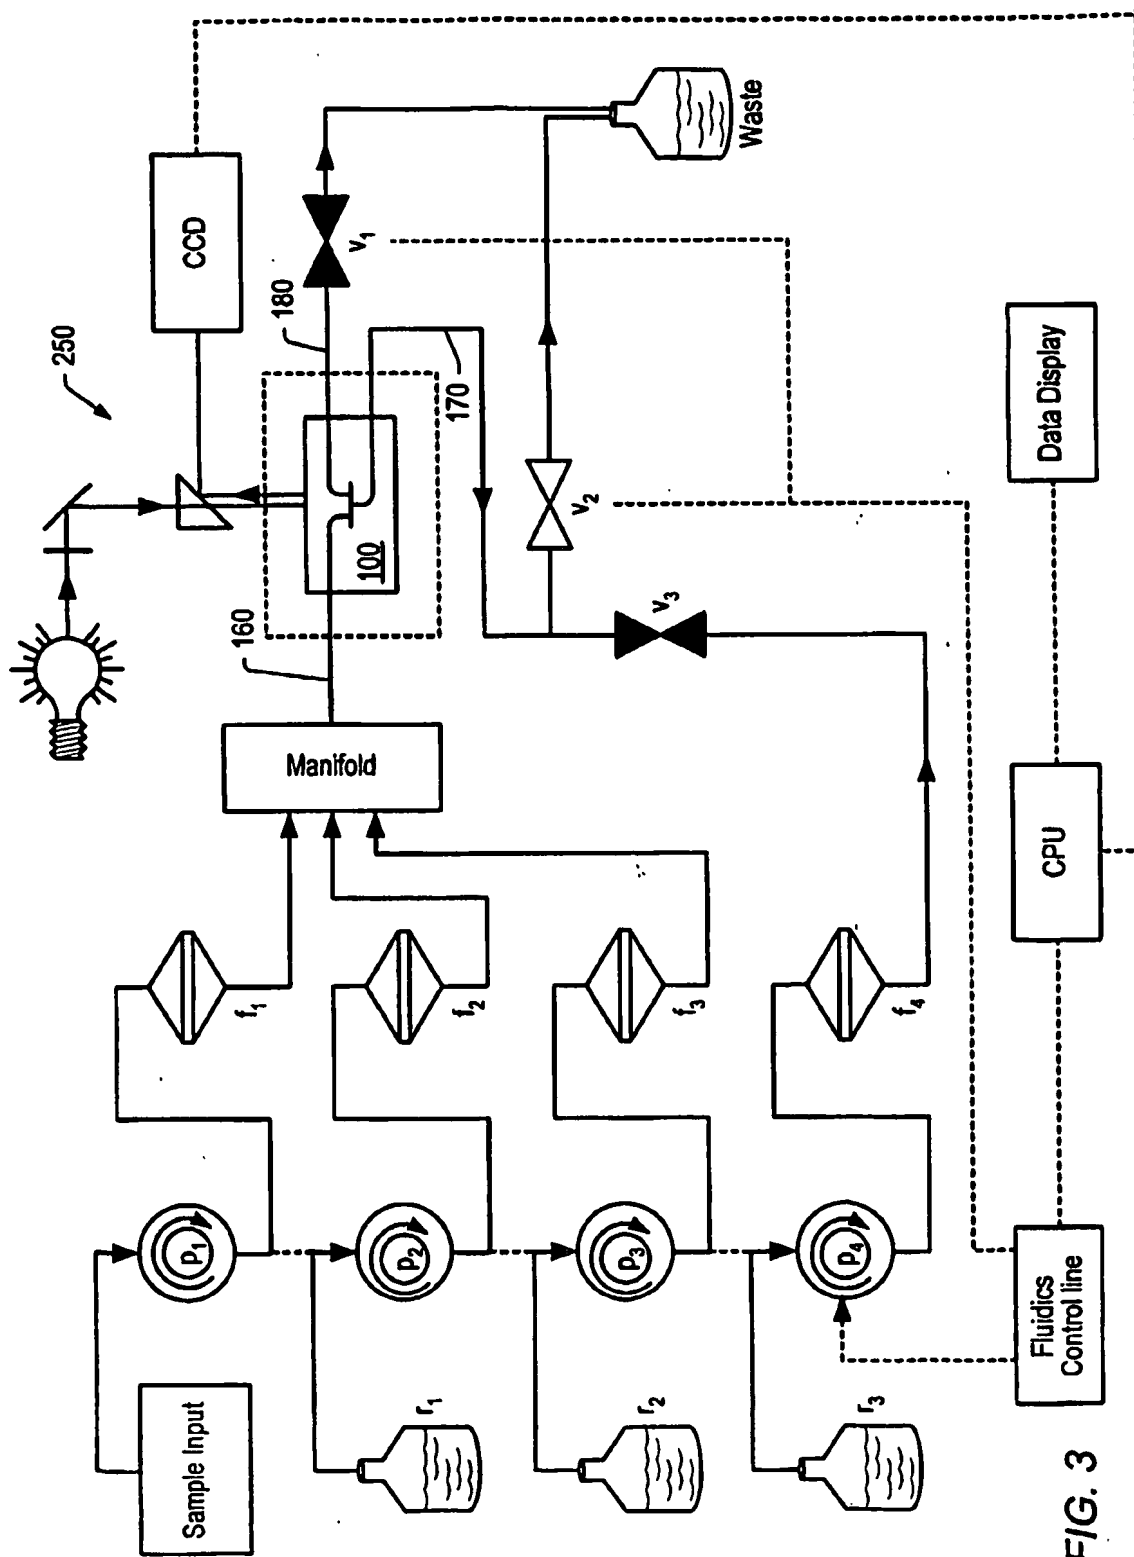 250
CCD
180
160
100
170
V1
Waste
Manifold
V2
V3
f1
f2
f3
f4
P1
P2
P3
P4
Sample Input
r1
r2
r3
Fluidics
Control line
CPU
Data Display
FIG. 3